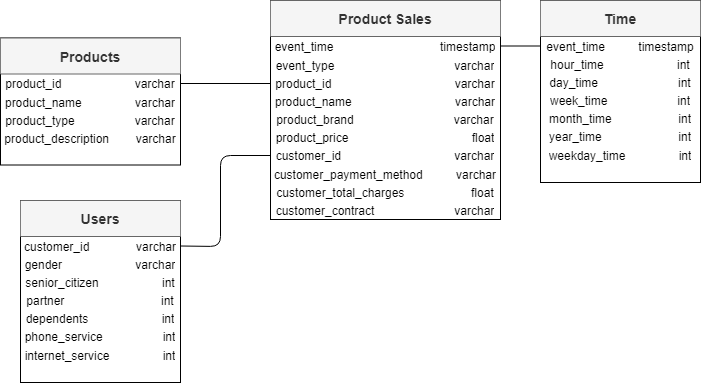 Products
product_id varchar
product_name varchar
product_type varchar
product_description varchar
Product Sales
event_time timestamp
event_type varchar
product_id varchar
product_name varchar
product_brand varchar
product_price float
customer_id varchar
customer_payment_method varchar
customer_total_charges float
customer_contract varchar
Time
event_time timestamp
hour_time int
day_time int
week_time int
month_time int
year_time int
weekday_time int
Users
customer_id varchar
gender varchar
senior_citizen int
partner int
dependents int
phone_service int
internet_service int